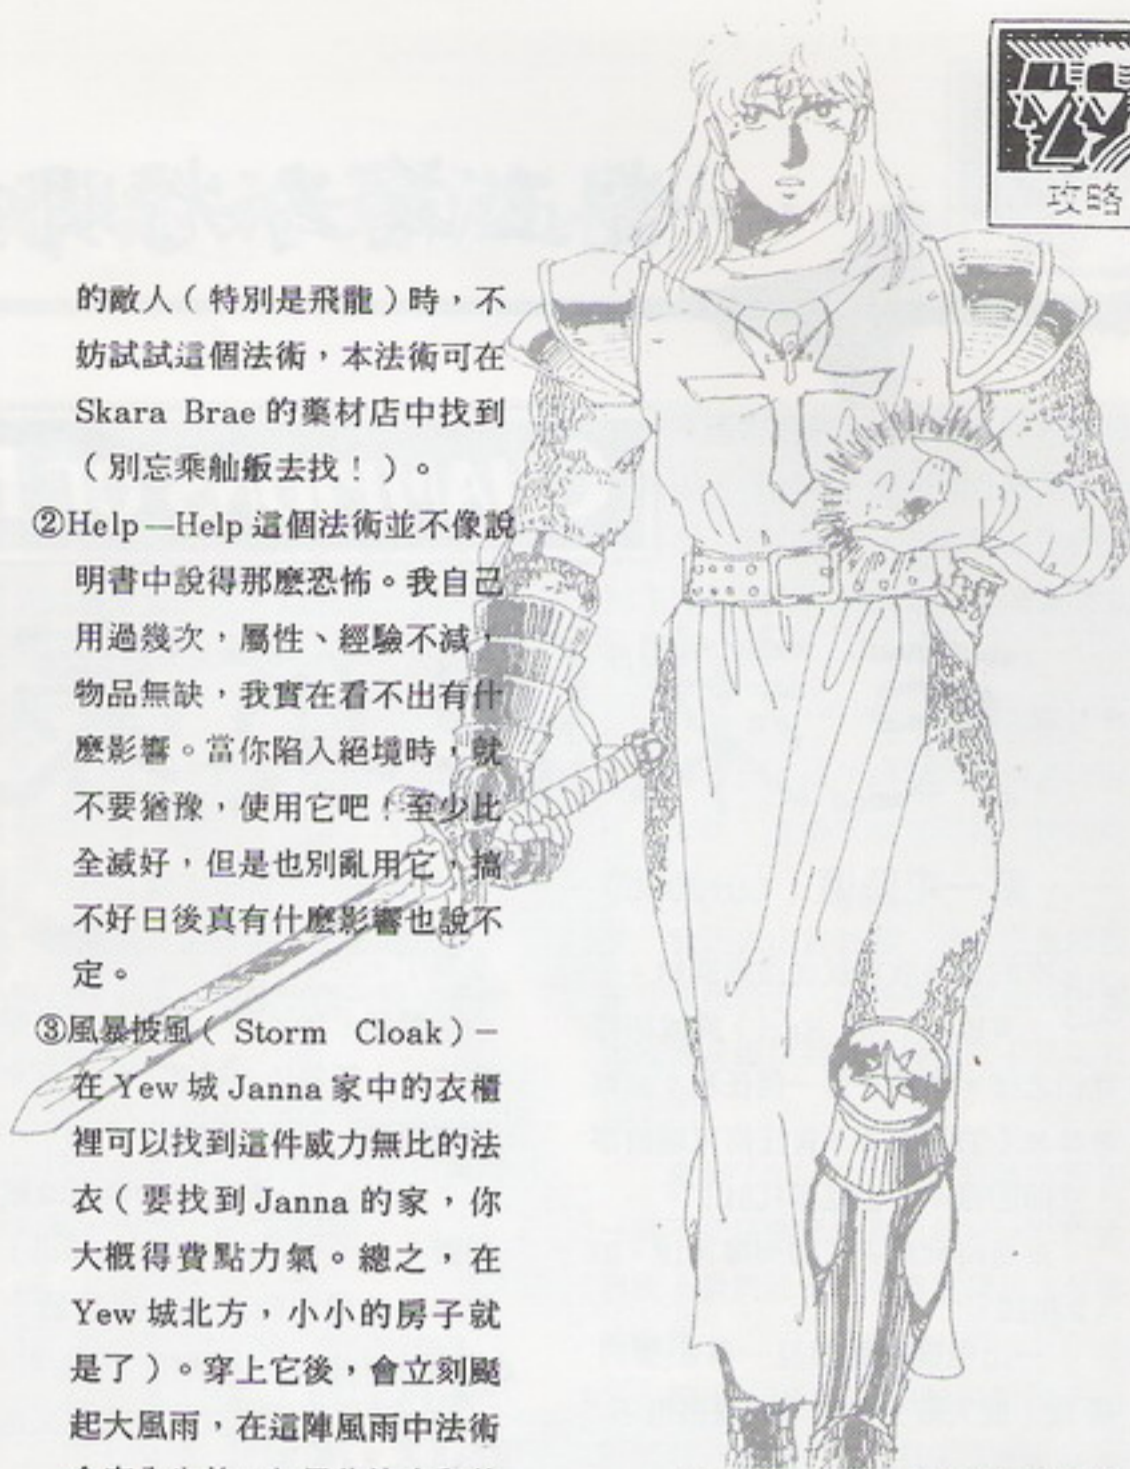 攻略
的敵人(特別是飛龍)時,不
妨試試這個法術,本法術可在
Skara Brae 的藥材店中找到
(別忘乘舢舨去找!)。
②Help—Help 這個法術並不像說
明書中說得那麼恐怖。我自己
用過幾次,屬性、經驗不減,
物品無缺,我實在看不出有什
麼影響。當你陷入絕境時,就
不要猶豫,使用它吧!至少比
全滅好,但是也別亂用它,搞
不好日後真有什麼影響也說不
定。
③風暴披風( Storm Cloak)—
在 Yew 城 Janna 家中的衣櫃
裡可以找到這件威力無比的法
衣(要找到 Janna 的家,你
大概得費點力氣。總之,在
Yew 城北方,小小的房子就
是了)。穿上它後,會立刻颳
起大風雨,在這陣風雨中法術